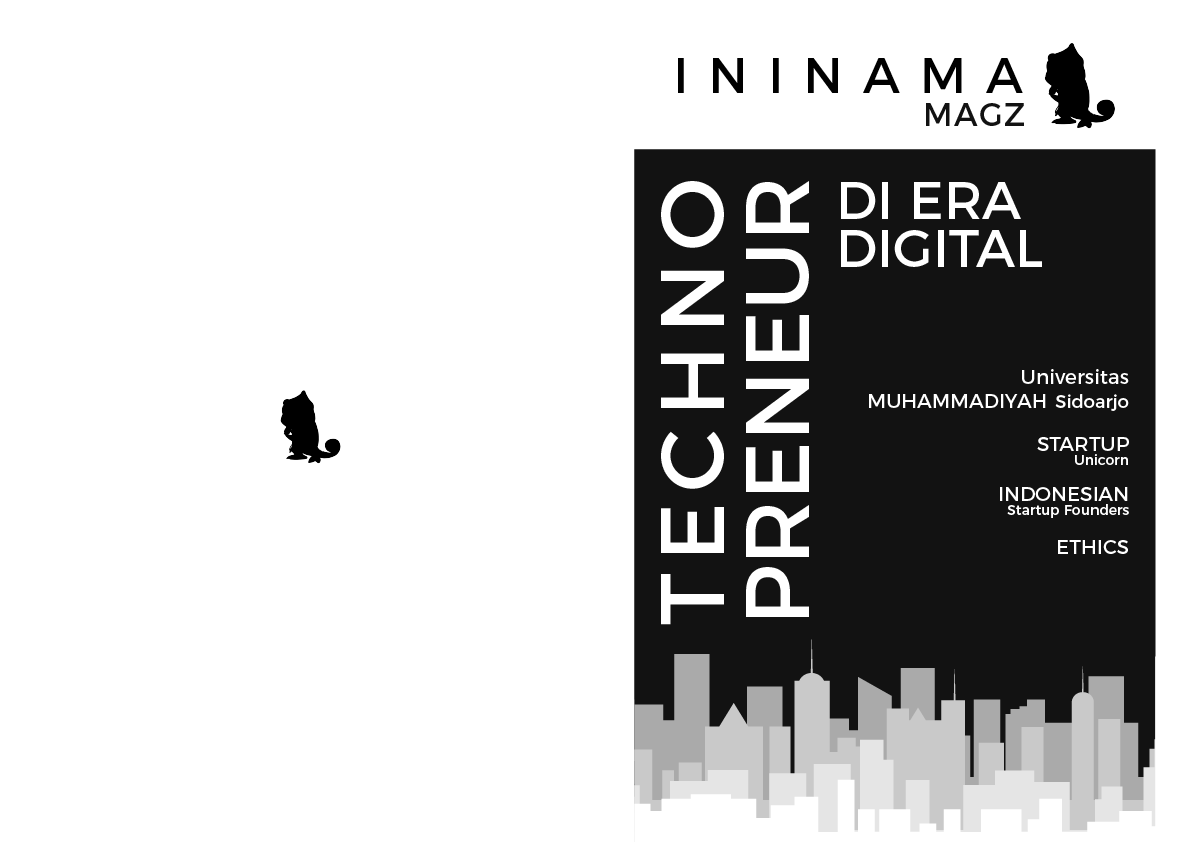 ININAMA
MAGZ
TECHNO
PRENEUR
DI ERA
DIGITAL
Universitas
MUHAMMADIYAH Sidoarjo
STARTUP
Unicorn
INDONESIAN
Startup Founders
ETHICS